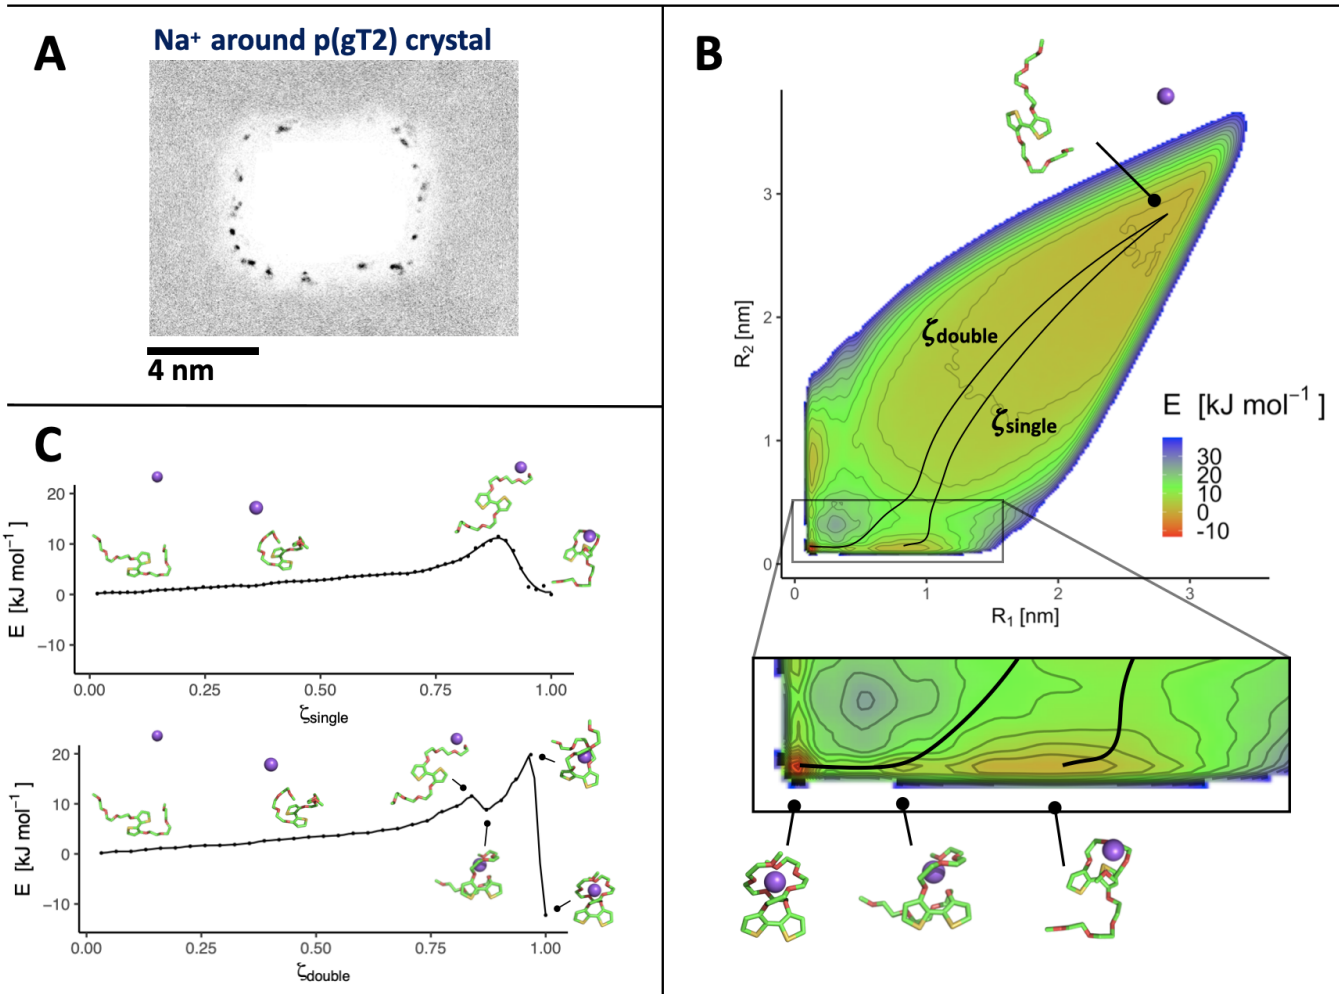 A
Na⁺ around p(gT2) crystal
4 nm
B
3
2
1
0
R₂ [nm]
0
1
2
3
R₁ [nm]
ζdouble
ζsingle
E [kJ mol⁻¹]
30
20
10
0
-10
C
20
10
0
−10
E [kJ mol⁻¹]
0.00
0.25
0.50
0.75
1.00
ζsingle
20
10
0
−10
E [kJ mol⁻¹]
0.00
0.25
0.50
0.75
1.00
ζdouble